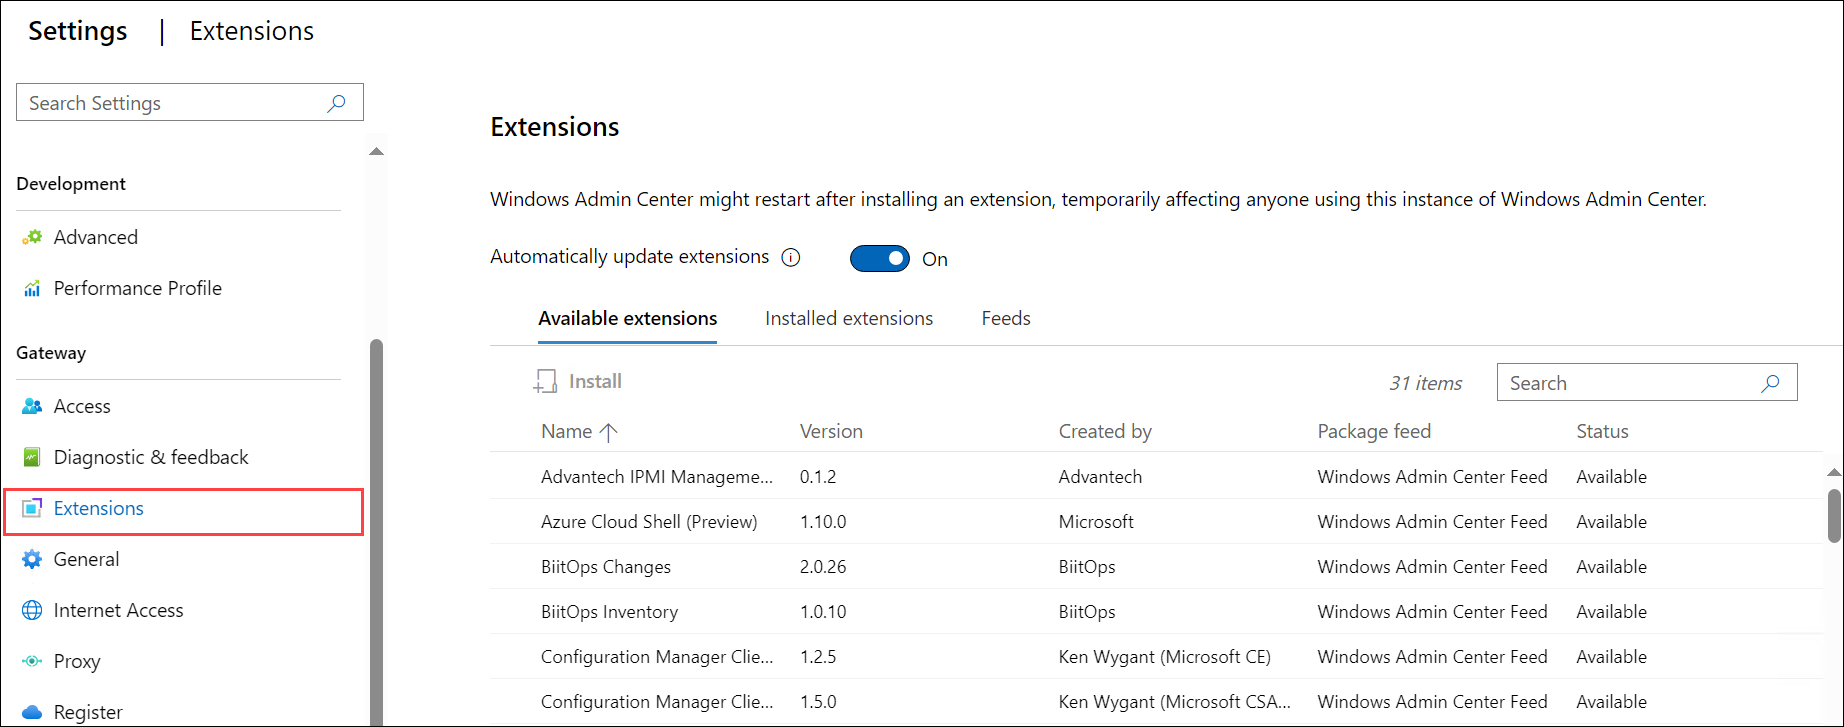 Settings | Extensions
Search Settings
Development
Advanced
Performance Profile
Gateway
Access
Diagnostic & feedback
Extensions
General
Internet Access
Proxy
Register
Extensions
Windows Admin Center might restart after installing an extension, temporarily affecting anyone using this instance of Windows Admin Center.
Automatically update extensions On
Available extensions Installed extensions Feeds
Install 31 items Search
Name Version Created by Package feed Status
Advantech IPMI Manageme... 0.1.2 Advantech Windows Admin Center Feed Available
Azure Cloud Shell (Preview) 1.10.0 Microsoft Windows Admin Center Feed Available
BiitOps Changes 2.0.26 BiitOps Windows Admin Center Feed Available
BiitOps Inventory 1.0.10 BiitOps Windows Admin Center Feed Available
Configuration Manager Clie... 1.2.5 Ken Wygant (Microsoft CE) Windows Admin Center Feed Available
Configuration Manager Clie... 1.5.0 Ken Wygant (Microsoft CSA... Windows Admin Center Feed Available